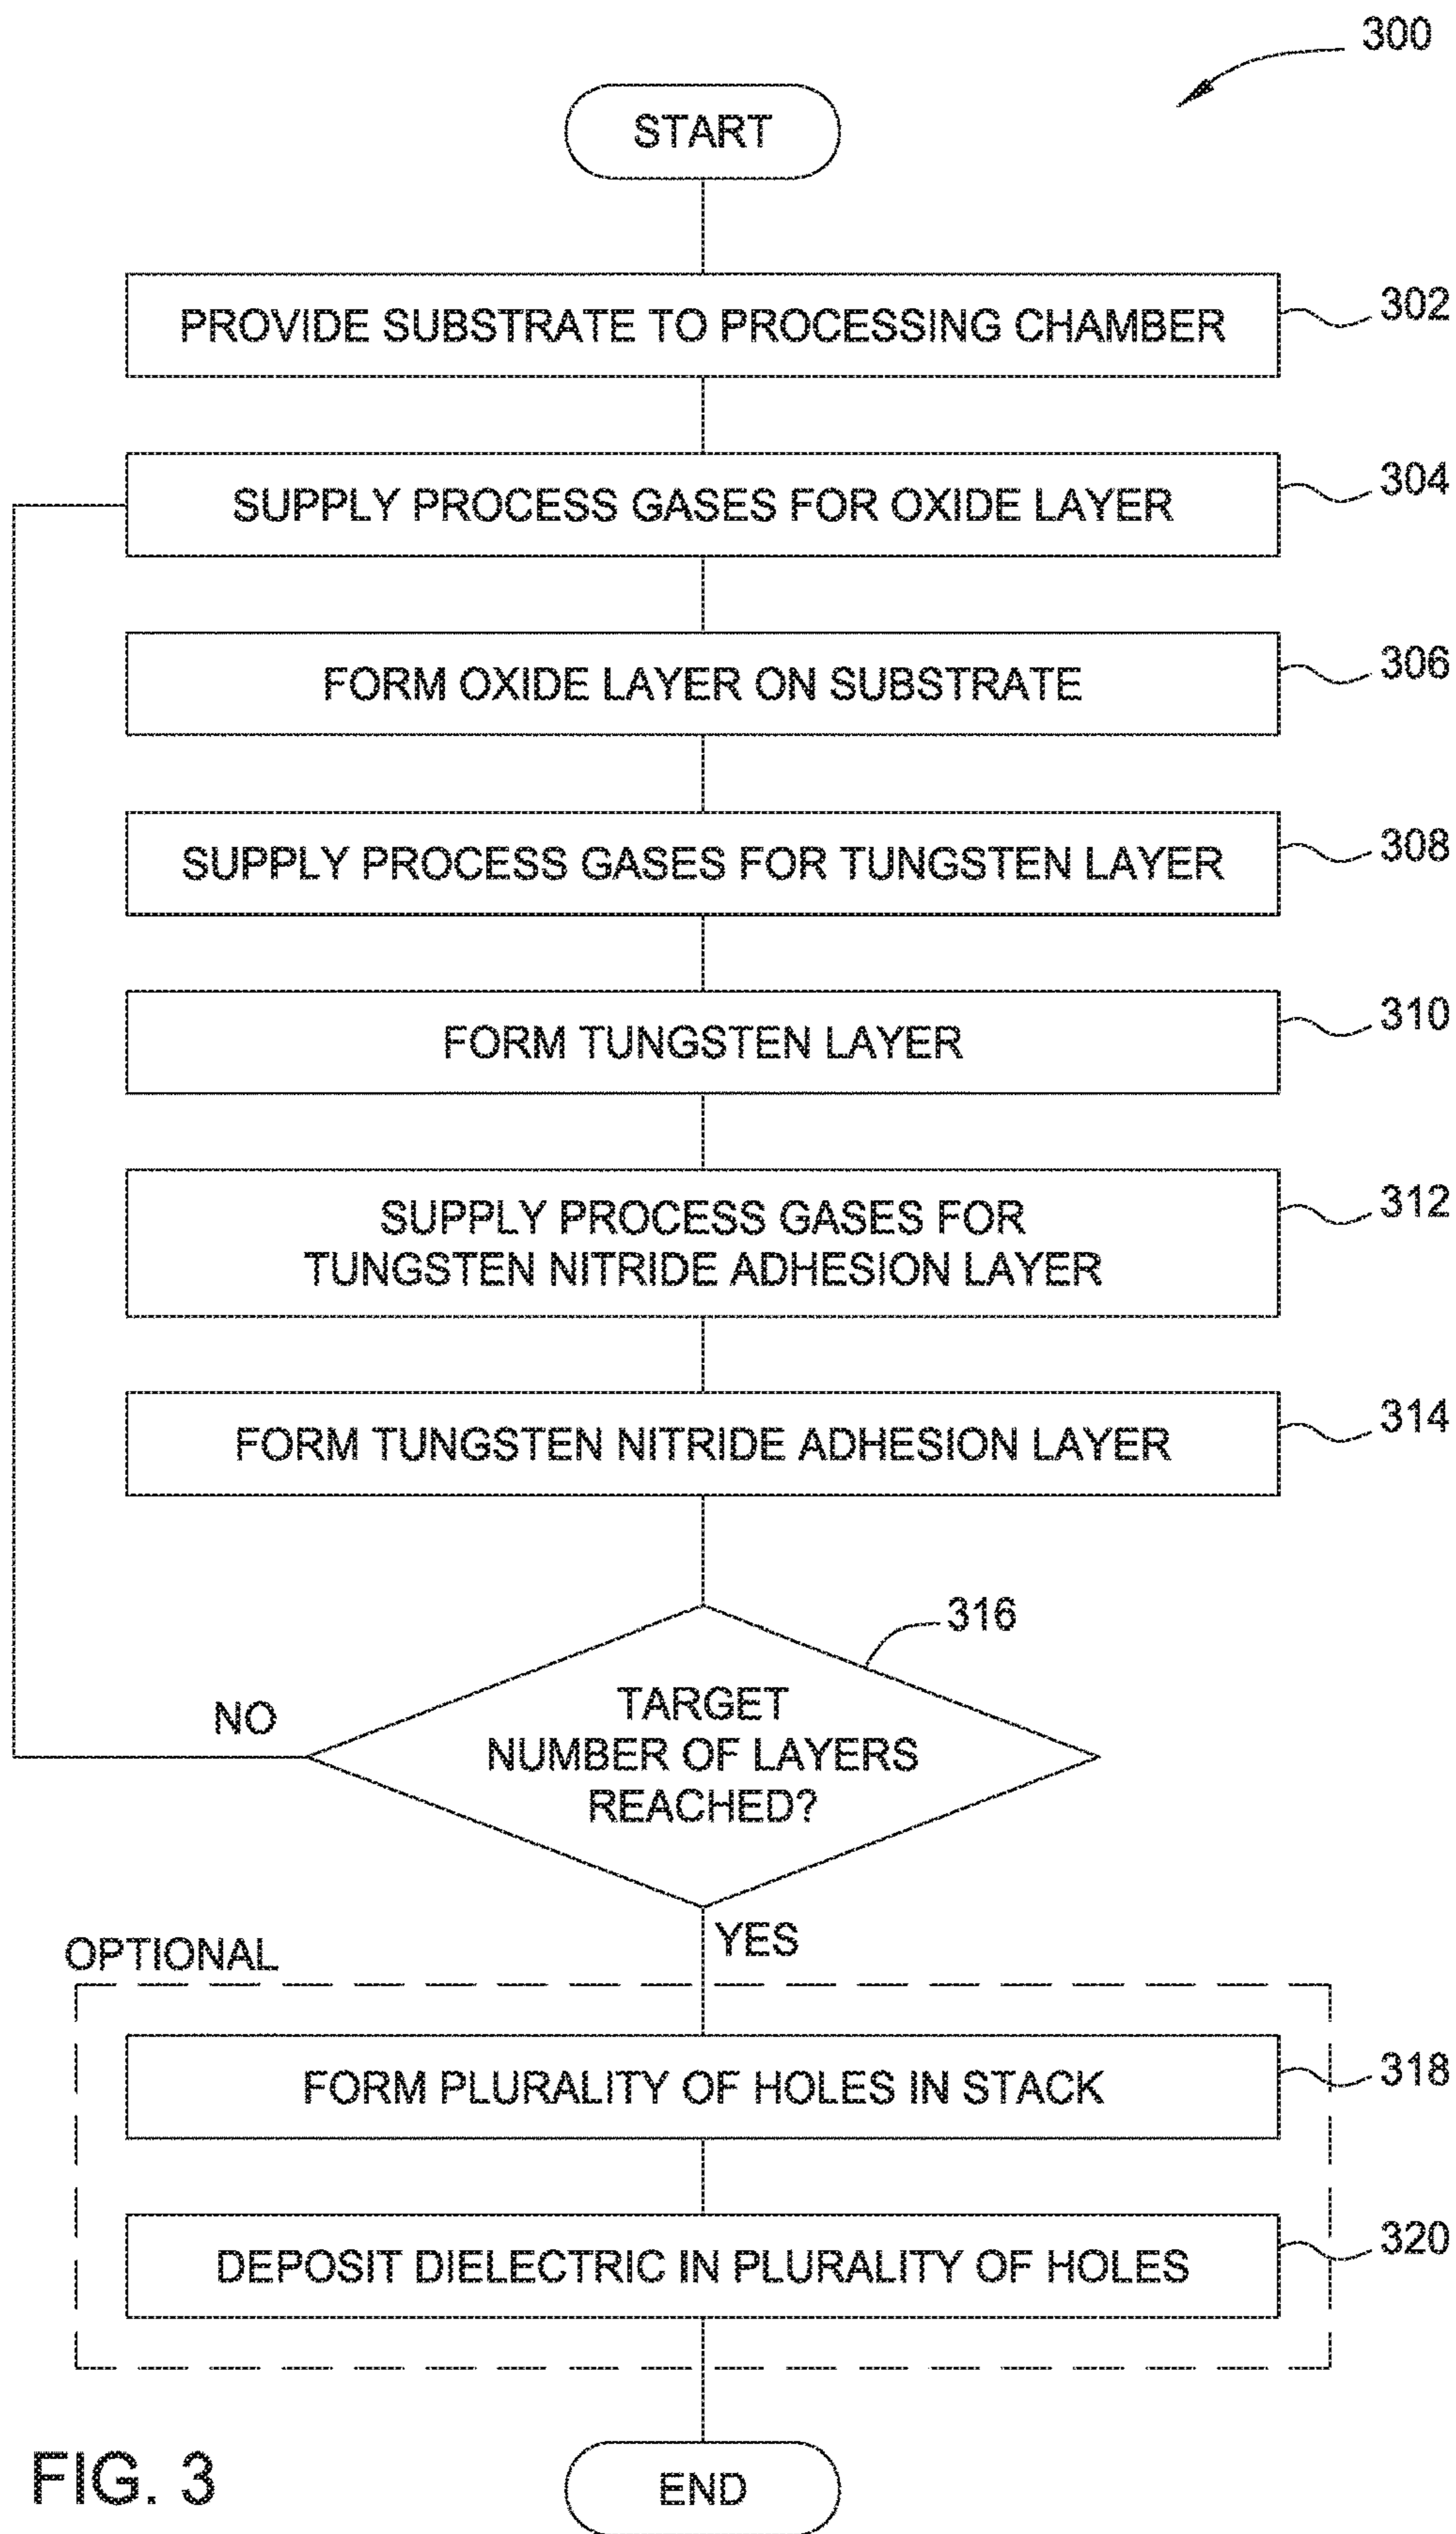 300
START
PROVIDE SUBSTRATE TO PROCESSING CHAMBER
302
SUPPLY PROCESS GASES FOR OXIDE LAYER
304
FORM OXIDE LAYER ON SUBSTRATE
306
SUPPLY PROCESS GASES FOR TUNGSTEN LAYER
308
FORM TUNGSTEN LAYER
310
SUPPLY PROCESS GASES FOR
TUNGSTEN NITRIDE ADHESION LAYER
312
FORM TUNGSTEN NITRIDE ADHESION LAYER
314
316
TARGET
NUMBER OF LAYERS
REACHED?
NO
YES
OPTIONAL
FORM PLURALITY OF HOLES IN STACK
318
DEPOSIT DIELECTRIC IN PLURALITY OF HOLES
320
END
FIG. 3